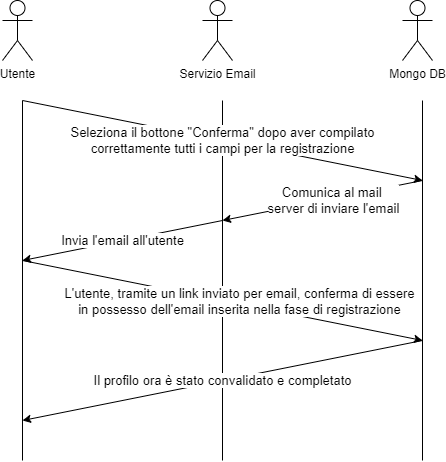 Utente
Servizio Email
Mongo DB
Seleziona il bottone "Conferma" dopo aver compilato
correttamente tutti i campi per la registrazione
Comunica al mail
server di inviare l'email
Invia l'email all'utente
L'utente, tramite un link inviato per email, conferma di essere
in possesso dell'email inserita nella fase di registrazione
Il profilo ora è stato convalidato e completato